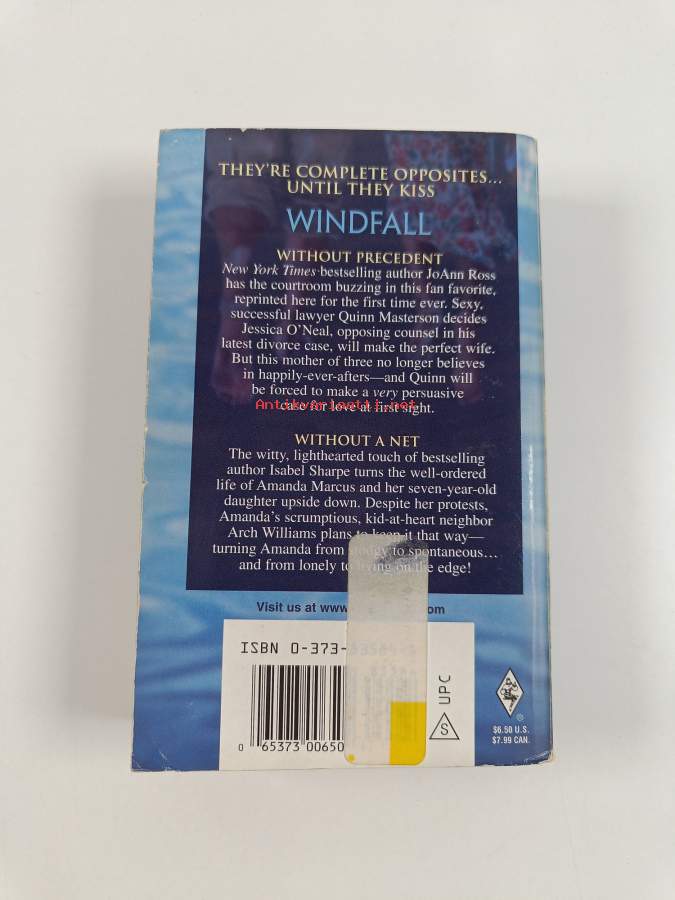 THEY'RE COMPLETE OPPOSITES...
UNTIL THEY KISS
WINDFALL
WITHOUT PRECEDENT
New York Times bestselling author JoAnn Ross
has the courtroom buzzing in this fan favorite,
reprinted here for the first time ever. Sexy,
successful lawyer Quinn Masterson decides
Jessica O'Neal, opposing counsel in his
latest divorce case, will make the perfect wife.
But this mother of three no longer believes
in happily-ever-afters—and Quinn will
be forced to make a very persuasive
case for love at first sight.
Antikvariaatti.net
WITHOUT A NET
The witty, lighthearted touch of bestselling
author Isabel Sharpe turns the well-ordered
life of Amanda Marcus and her seven-year-old
daughter upside down. Despite her protests,
Amanda's scrumptious, kid-at-heart neighbor
Arch Williams plans to keep it that way—
turning Amanda from stodgy to spontaneous...
and from lonely to living on the edge!
Visit us at www. om
ISBN 0-373-
UPC
S
0 65373 00650
®
$6.50 U.S.
$7.99 CAN.